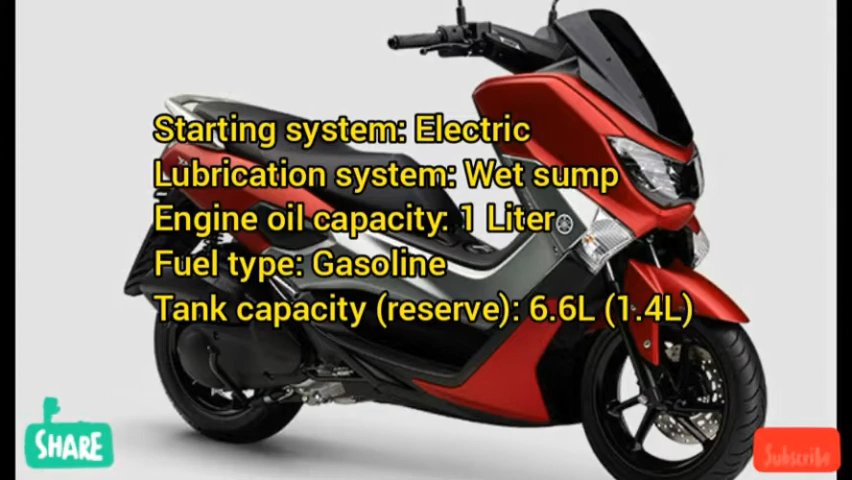 Starting system: Electric
Lubrication system: Wet sump
Engine oil capacity: 1 Liter
Fuel type: Gasoline
Tank capacity (reserve): 6.6L (1.4L)
SHARE
Subscribe